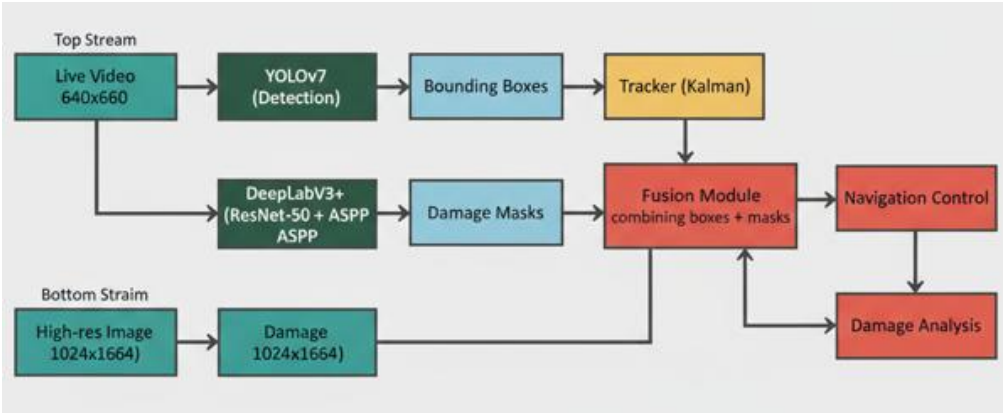 Top Stream
Live Video
640x660
YOLOv7
(Detection)
Bounding Boxes
Tracker (Kalman)
DeepLabV3+
(ResNet-50 + ASPP
ASPP
Damage Masks
Fusion Module
combining boxes + masks
Navigation Control
Bottom Straim
High-res Image
1024x1664)
Damage
1024x1664)
Damage Analysis